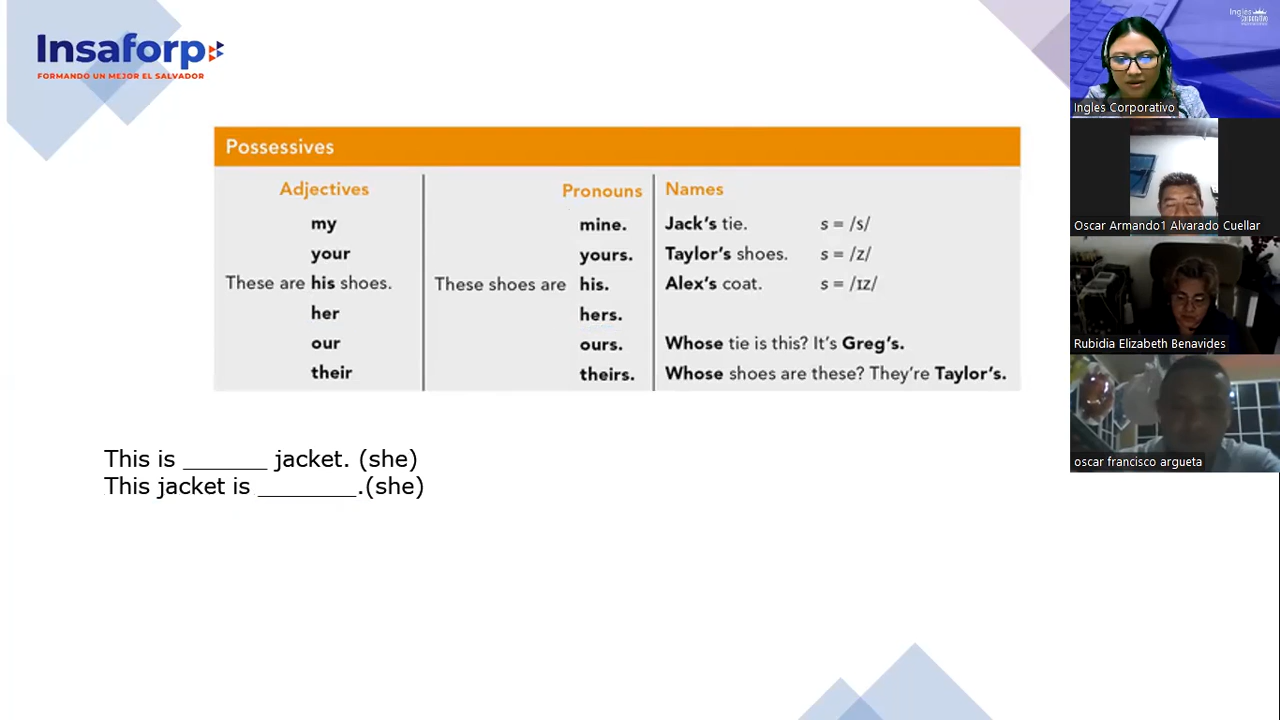 Insaforp
FORMANDO UN MEJOR EL SALVADOR
Possessives
Adjectives
my
your
These are his shoes.
her
our
their
Pronouns
mine.
yours.
These shoes are his.
hers.
ours.
theirs.
Names
Jack's tie. s = /s/
Taylor's shoes. s = /z/
Alex's coat. s = /ɪz/
Whose tie is this? It's Greg's.
Whose shoes are these? They're Taylor's.
This is _______ jacket. (she)
This jacket is ________.(she)
Ingles
Ingles Corporativo
Oscar Armando1 Alvarado Cuellar
Rubidia Elizabeth Benavides
oscar francisco argueta